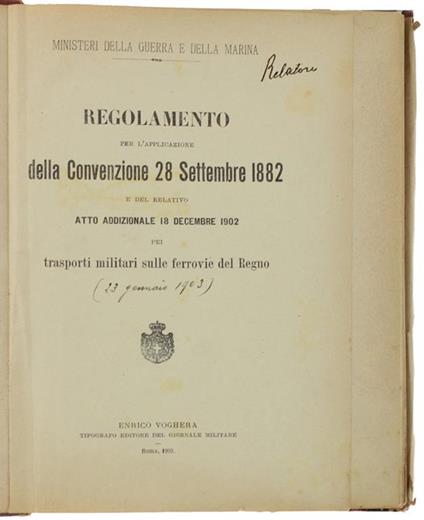 MINISTERI DELLA GUERRA E DELLA MARINA
Relatore
REGOLAMENTO
PER L'APPLICAZIONE
della Convenzione 28 Settembre 1882
E DEL RELATIVO
ATTO ADDIZIONALE 18 DECEMBRE 1902
PEI
trasporti militari sulle ferrovie del Regno
(23 gennaio 1903)
ENRICO VOGHERA
TIPOGRAFO EDITORE DEL GIORNALE MILITARE
Roma, 1903.